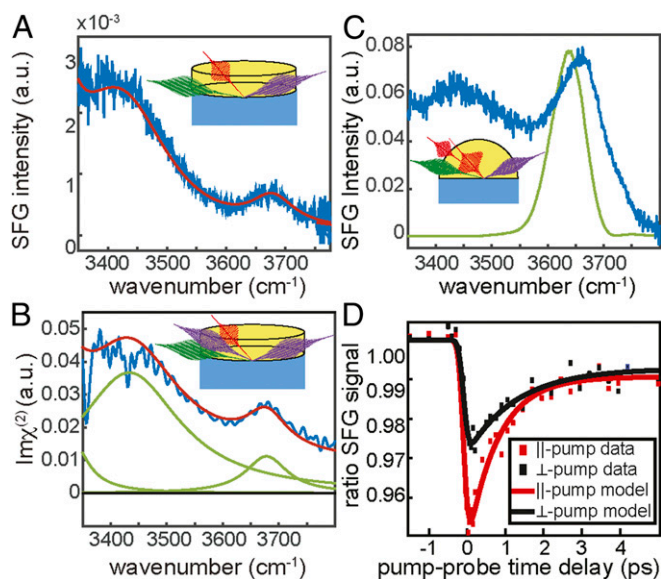 A
x10⁻³
3
2
1
0
SFG intensity (a.u.)
3400 3500 3600 3700
wavenumber (cm⁻¹)
B
0.05
0.04
0.03
0.02
0.01
0
Imχ⁽²⁾ (a.u.)
3400 3500 3600 3700
wavenumber (cm⁻¹)
C
0.08
0.06
0.04
0.02
0
SFG Intensity (a.u.)
3400 3500 3600 3700
wavenumber (cm⁻¹)
D
1.00
0.99
0.98
0.97
0.96
ratio SFG signal
||-pump data
⊥-pump data
||-pump model
⊥-pump model
-1 0 1 2 3 4 5
pump-probe time delay (ps)